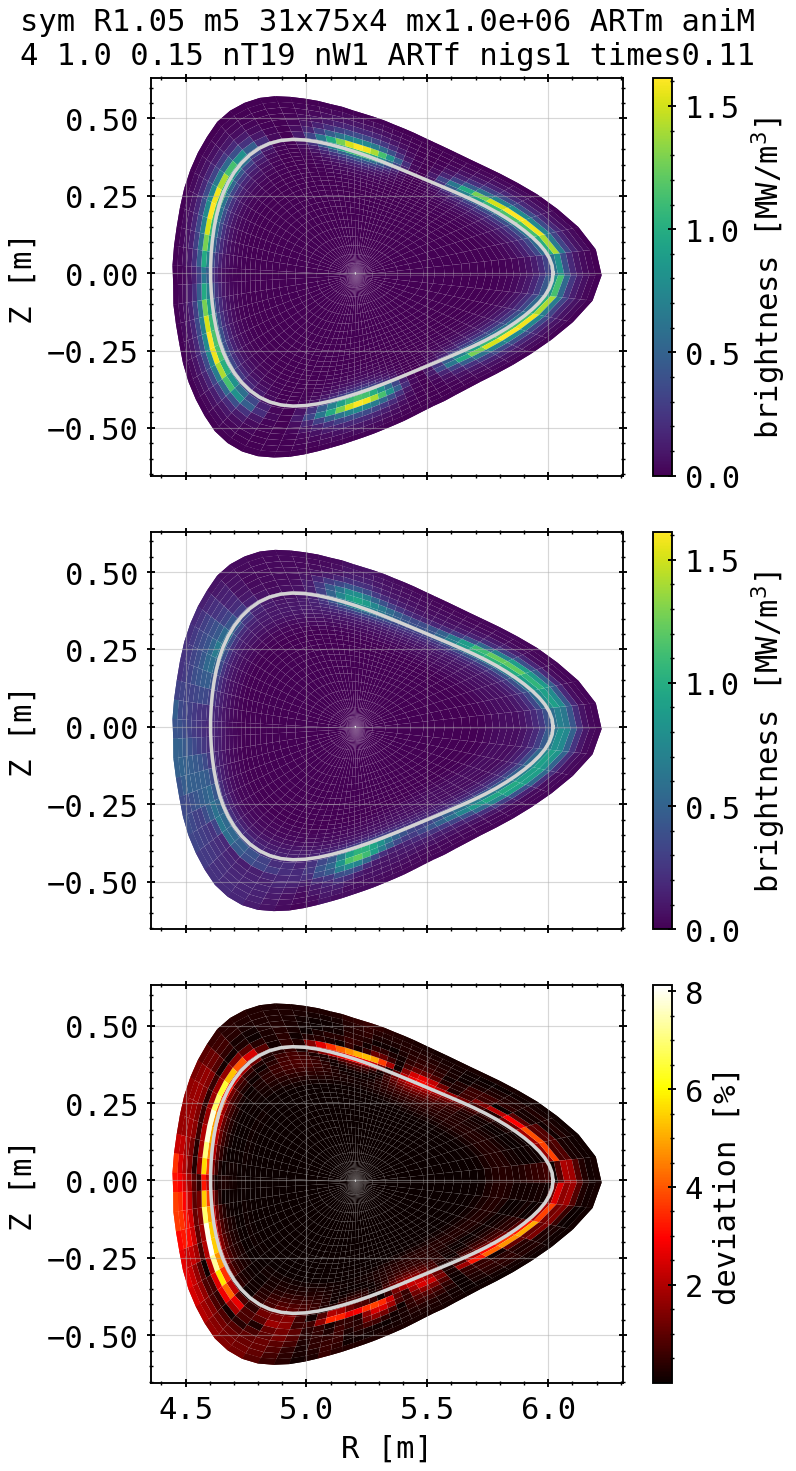 sym R1.05 m5 31x75x4 mx1.0e+06 ARTm aniM
4 1.0 0.15 nT19 nW1 ARTf nigs1 times0.11
0.50
0.25
0.00
−0.25
−0.50
Z [m]
1.5
1.0
0.5
0.0
brightness [MW/m³]
0.50
0.25
0.00
−0.25
−0.50
Z [m]
1.5
1.0
0.5
0.0
brightness [MW/m³]
0.50
0.25
0.00
−0.25
−0.50
Z [m]
8
6
4
2
deviation [%]
4.5 5.0 5.5 6.0
R [m]